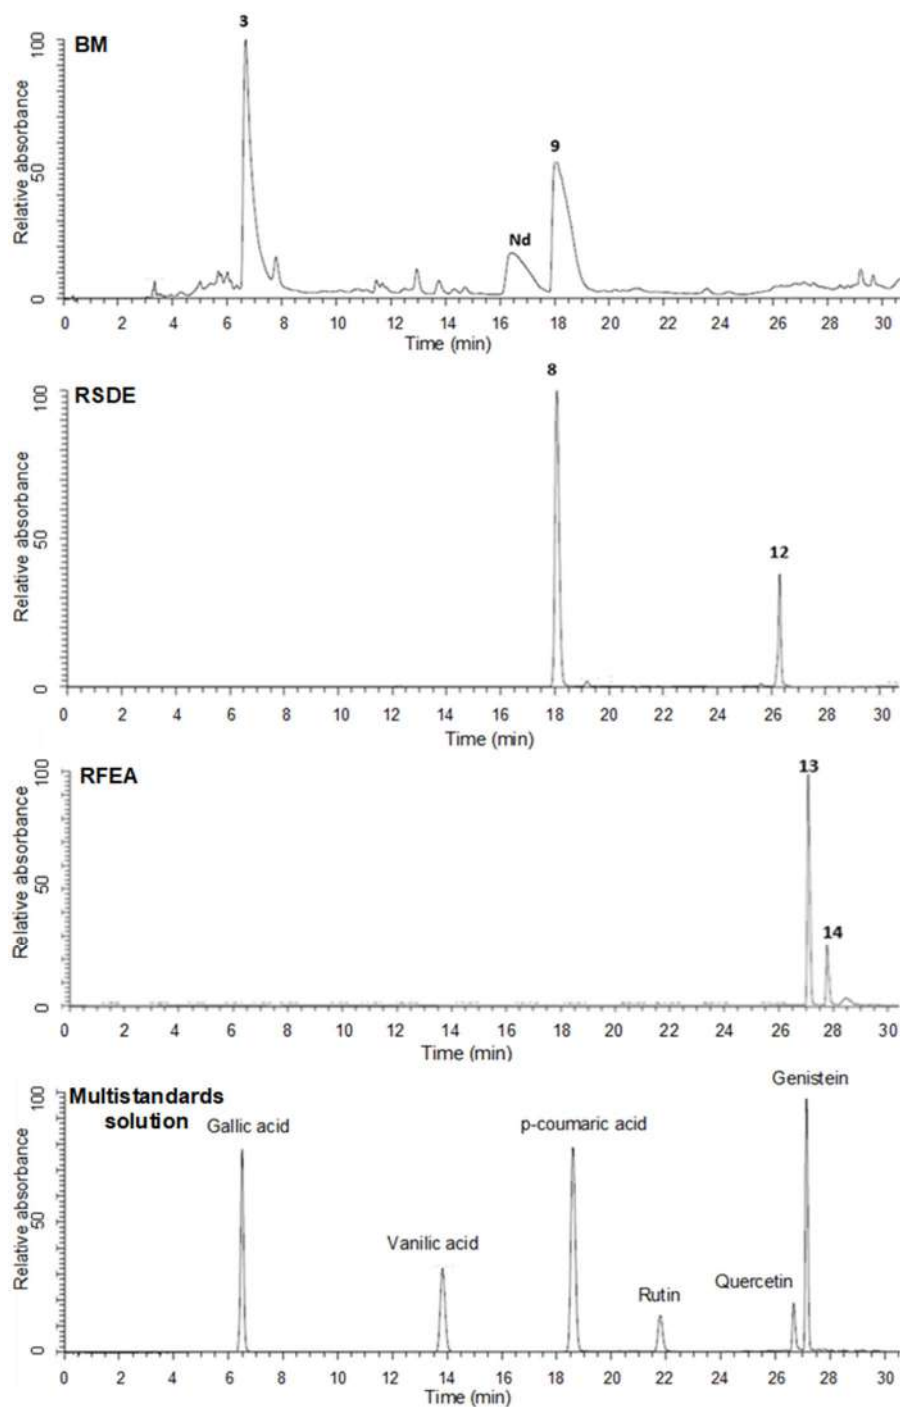 3
BM
100
9
50
Nd
Relative absorbance
0
0 2 4 6 8 10 12 14 16 18 20 22 24 26 28 30
Time (min)
8
RSDE
100
12
50
Relative absorbance
0
0 2 4 6 8 10 12 14 16 18 20 22 24 26 28 30
Time (min)
13
RFEA
100
14
50
Relative absorbance
0
0 2 4 6 8 10 12 14 16 18 20 22 24 26 28 30
Time (min)
Genistein
Multistandards
solution
100
Gallic acid
p-coumaric acid
Vanilic acid
50
Rutin
Quercetin
Relative absorbance
0
0 2 4 6 8 10 12 14 16 18 20 22 24 26 28 30
Time (min)